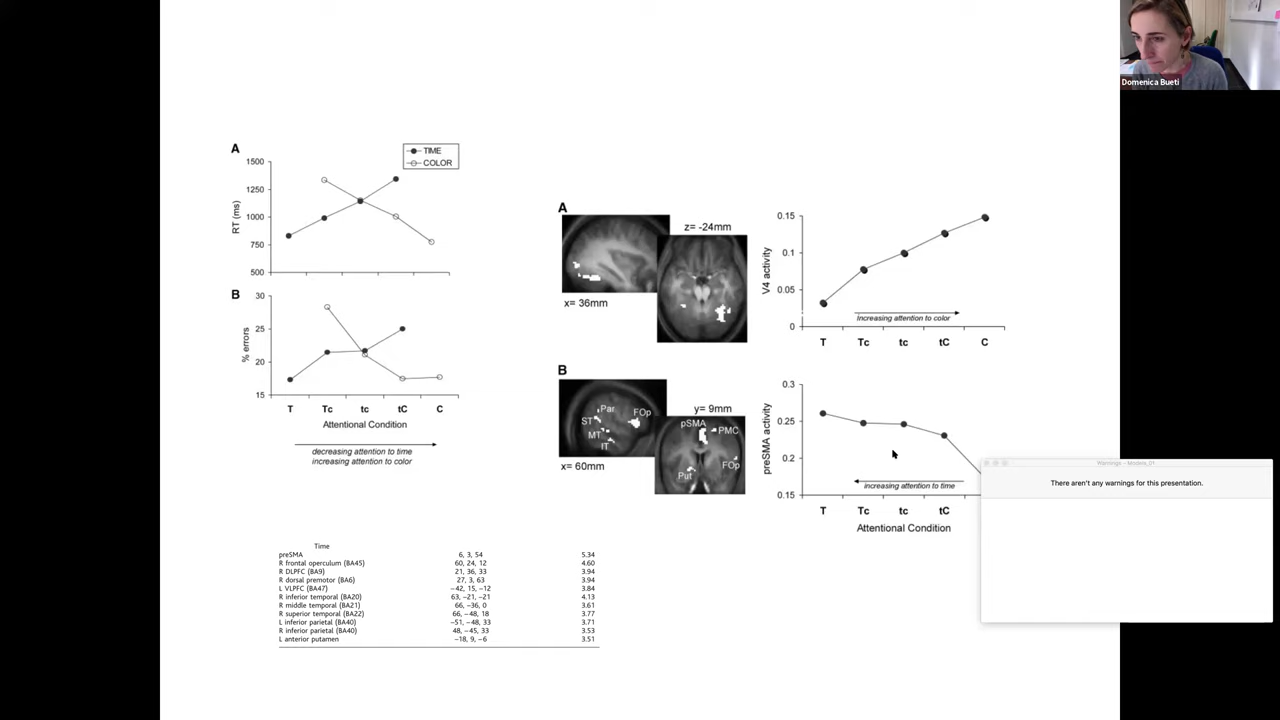 Domenica Bueti
A
TIME
COLOR
1500
1250
1000
750
500
RT (ms)
B
30
25
20
15
% errors
T Tc tc tC C
Attentional Condition
decreasing attention to time
increasing attention to color
A
z= -24mm
x= 36mm
0.15
0.1
0.05
0
V4 activity
increasing attention to color
T Tc tc tC C
B
Par
FOp
ST
MT
IT
x= 60mm
y= 9mm
pSMA
PMC
FOp
Put
0.3
0.25
0.2
0.15
preSMA activity
increasing attention to time
T Tc tc tC
Attentional Condition
Warnings – Modera_01
There aren't any warnings for this presentation.
Time
preSMA 6, 3, 54 5.34
R frontal operculum (BA45) 60, 24, 12 4.60
R DLPFC (BA9) 21, 36, 33 3.94
R dorsal premotor (BA6) 27, 3, 63 3.94
L VLPFC (BA47) −42, 15, −12 3.84
R inferior temporal (BA20) 63, −21, −21 4.13
R middle temporal (BA21) 66, −36, 0 3.61
R superior temporal (BA22) 66, −48, 18 3.77
L inferior parietal (BA40) −51, −48, 33 3.71
R inferior parietal (BA40) 48, −45, 33 3.53
L anterior putamen −18, 9, −6 3.51